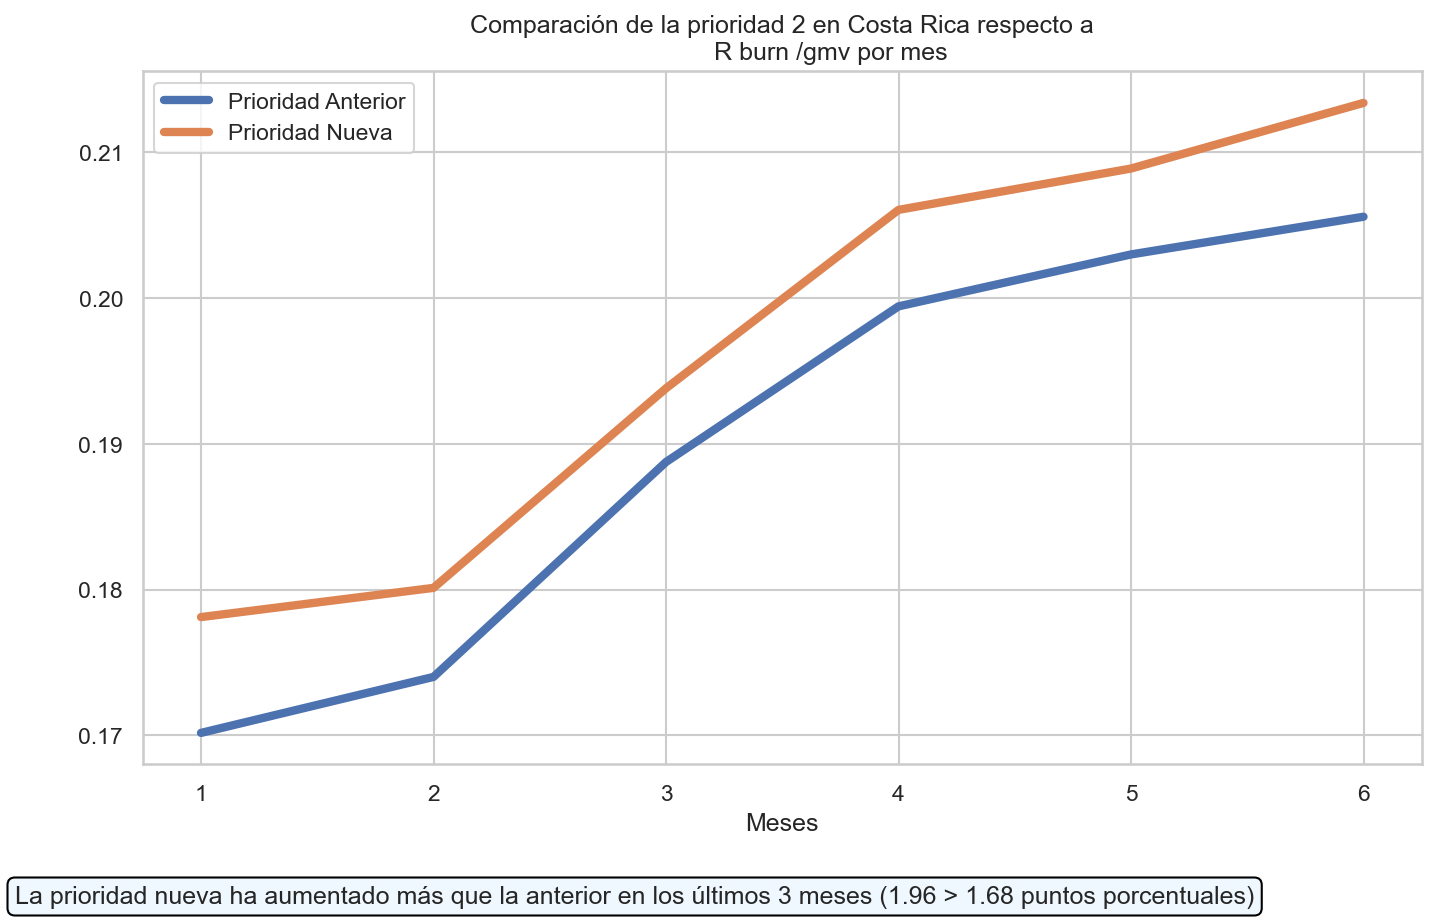 Comparación de la prioridad 2 en Costa Rica respecto a
R burn /gmv por mes
Prioridad Anterior
Prioridad Nueva
0.21
0.20
0.19
0.18
0.17
1 2 3 4 5 6
Meses
La prioridad nueva ha aumentado más que la anterior en los últimos 3 meses (1.96 > 1.68 puntos porcentuales)